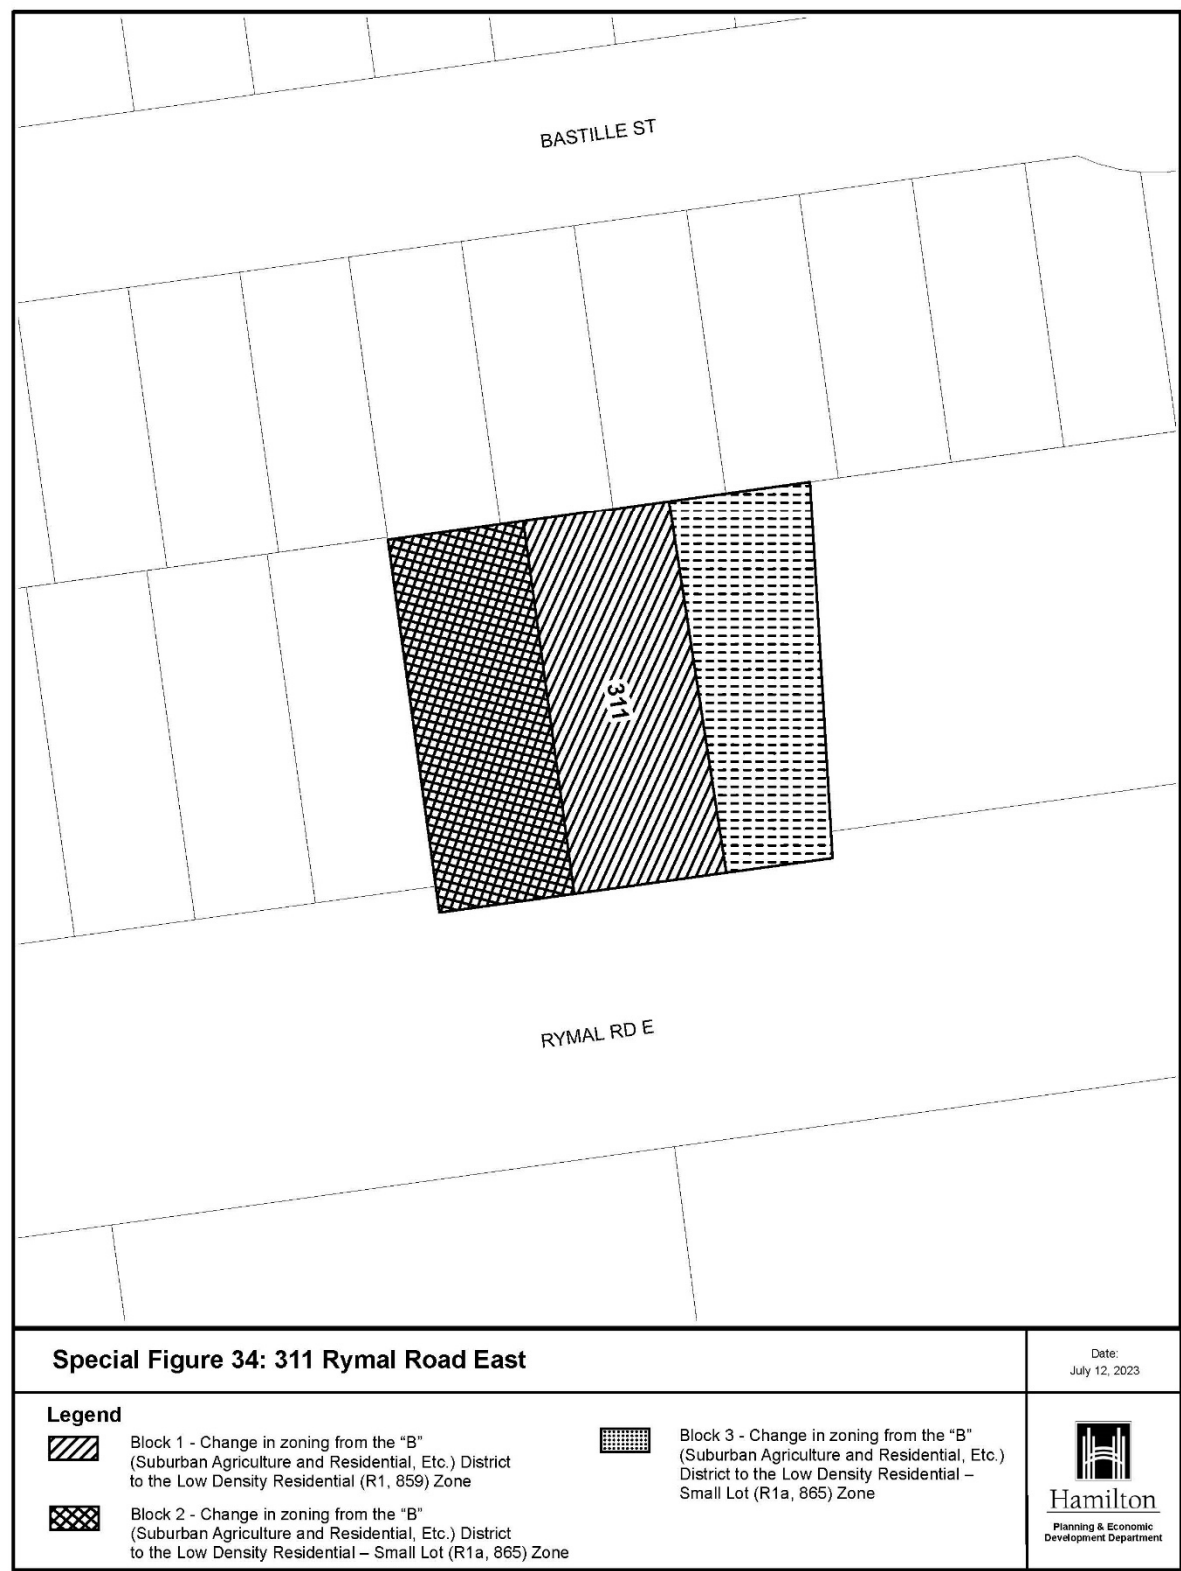 BASTILLE ST
311
RYMAL RD E
Special Figure 34: 311 Rymal Road East
Date:
July 12, 2023
Legend
Block 1 - Change in zoning from the “B”
(Suburban Agriculture and Residential, Etc.) District
to the Low Density Residential (R1, 859) Zone
Block 2 - Change in zoning from the “B”
(Suburban Agriculture and Residential, Etc.) District
to the Low Density Residential – Small Lot (R1a, 865) Zone
Block 3 - Change in zoning from the “B”
(Suburban Agriculture and Residential, Etc.)
District to the Low Density Residential –
Small Lot (R1a, 865) Zone
Hamilton
Planning & Economic
Development Department